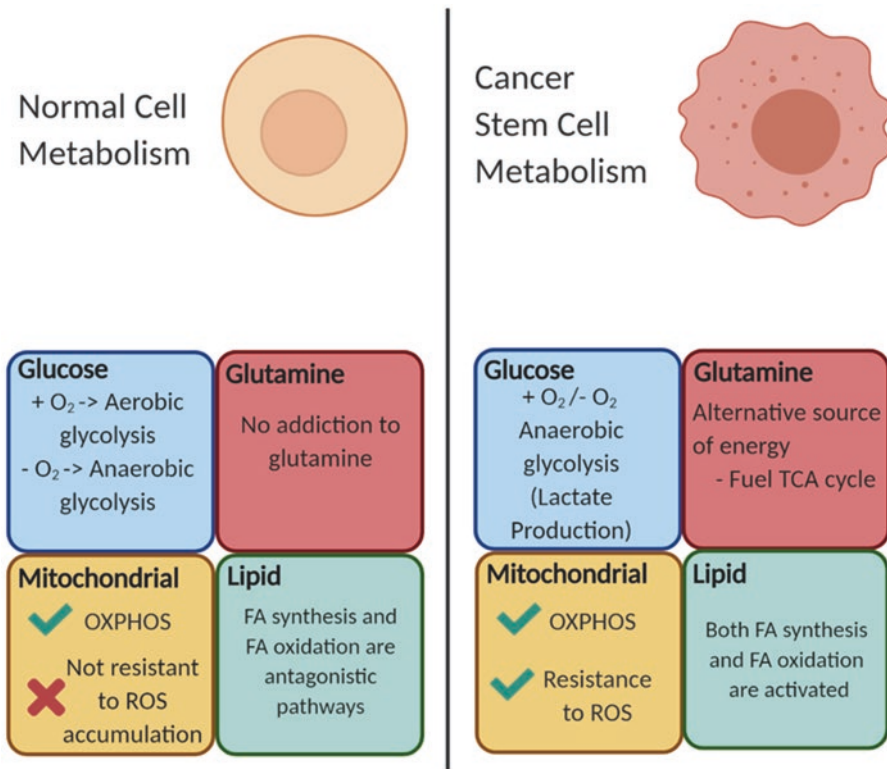 Normal Cell
Metabolism
Cancer
Stem Cell
Metabolism
Glucose
+ O₂ -> Aerobic
glycolysis
- O₂ -> Anaerobic
glycolysis
Glutamine
No addiction to
glutamine
Mitochondrial
OXPHOS
Not resistant
to ROS
accumulation
Lipid
FA synthesis and
FA oxidation are
antagonistic
pathways
Glucose
+ O₂ /- O₂
Anaerobic
glycolysis
(Lactate
Production)
Glutamine
Alternative source
of energy
- Fuel TCA cycle
Mitochondrial
OXPHOS
Resistance
to ROS
Lipid
Both FA synthesis
and FA oxidation
are activated